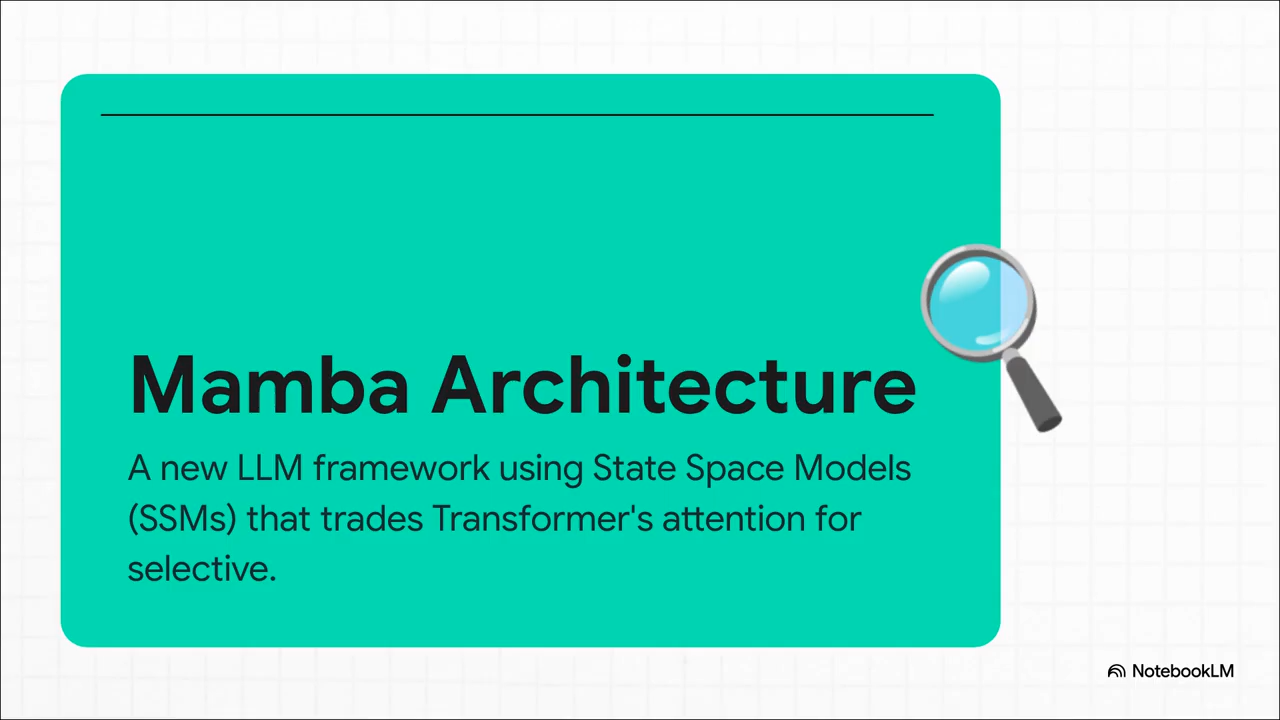 Mamba Architecture
A new LLM framework using State Space Models
(SSMs) that trades Transformer's attention for
selective.
NotebookLM